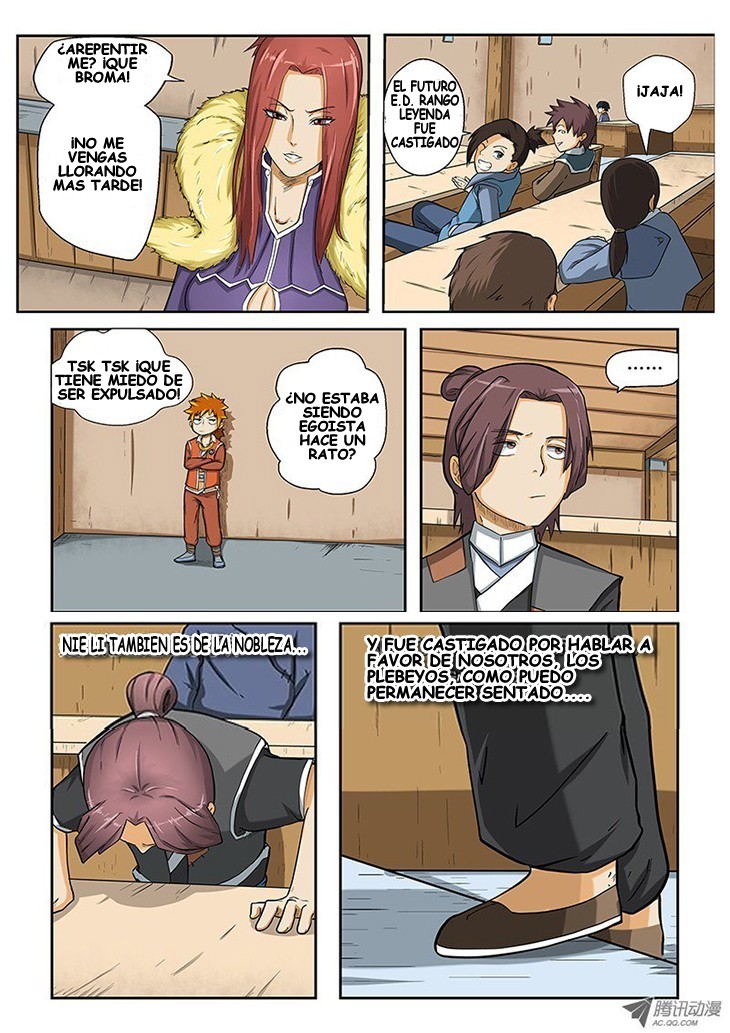 ¿AREPENTIR
ME? ¡QUE
BROMA!
¡NO ME
VENGAS
LLORANDO
MAS TARDE!
EL FUTURO
E.D. RANGO
LEYENDA
FUE
CASTIGADO
¡JAJA!
TSK TSK ¡QUE
TIENE MIEDO DE
SER EXPULSADO!
¿NO ESTABA
SIENDO
EGOISTA
HACE UN
RATO?
......
NIE LI TAMBIEN ES DE LA NOBLEZA...
Y FUE CASTIGADO POR HABLAR A
FAVOR DE NOSOTROS, LOS
PLEBEYOS, COMO PUEDO
PERMANECER SENTADO....
腾讯动漫
AC.QQ.COM